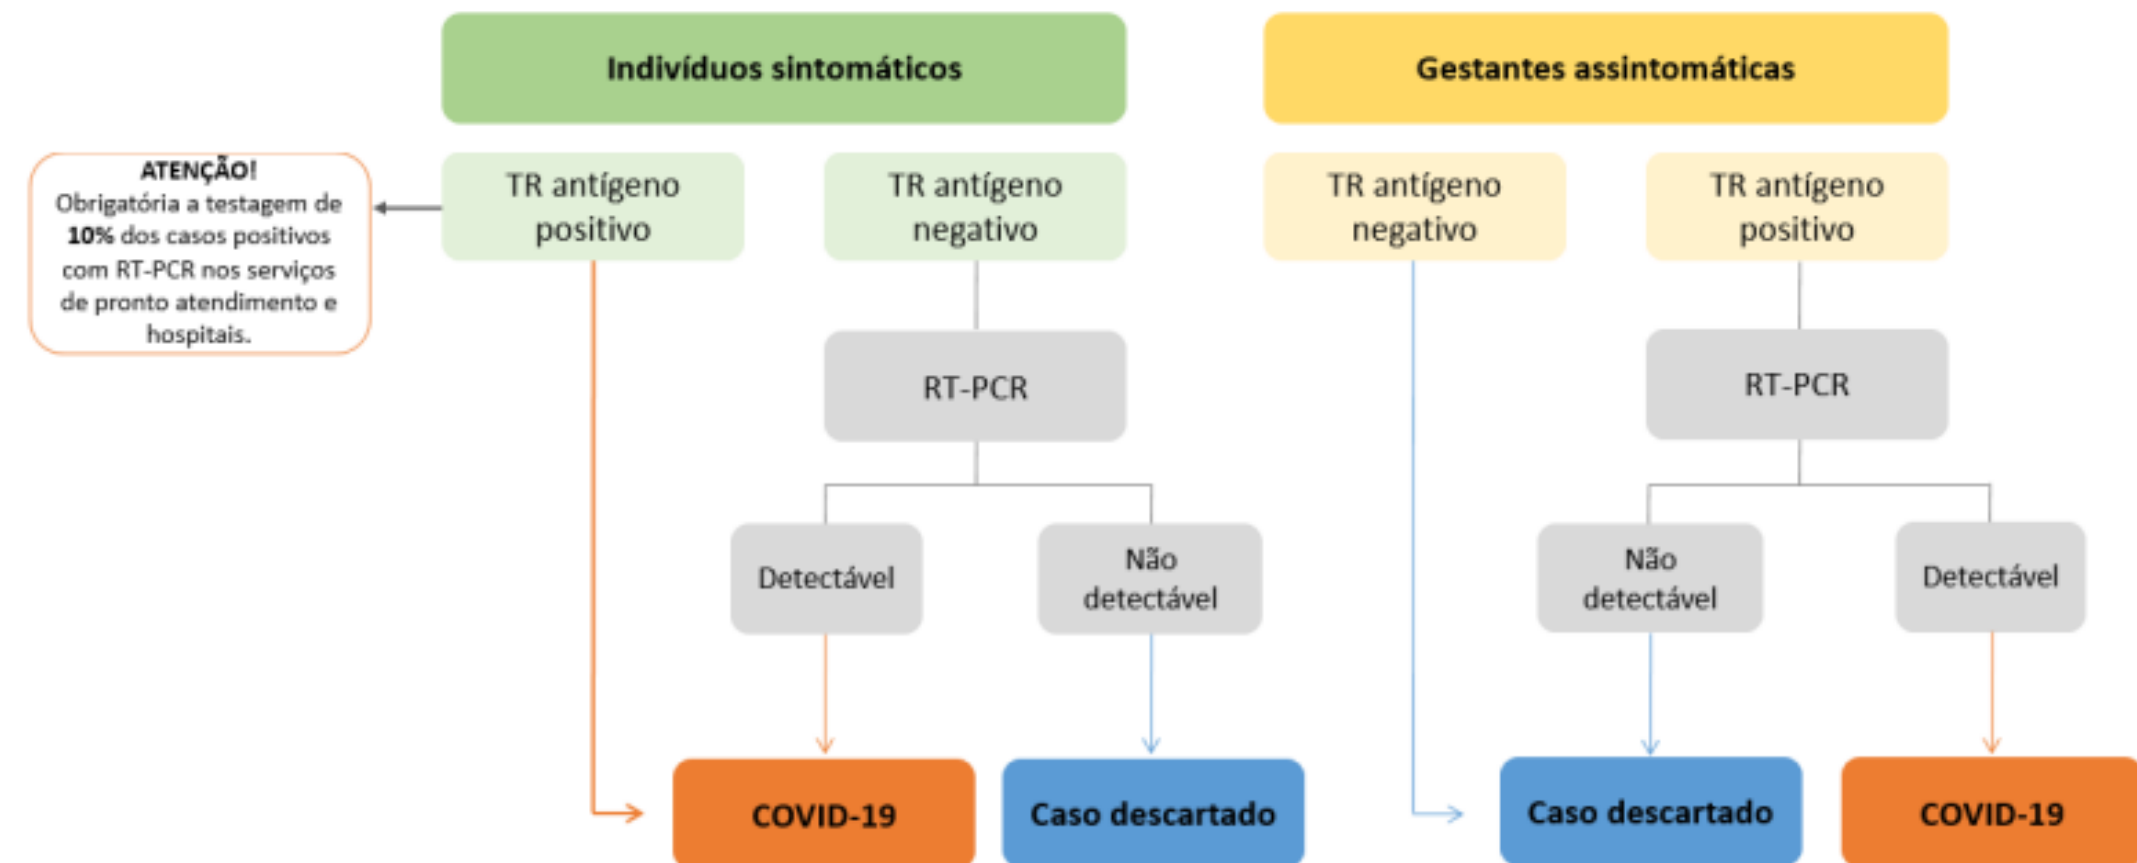 Indivíduos sintomáticos
Gestantes assintomáticas
ATENÇÃO!
Obrigatória a testagem de
10% dos casos positivos
com RT-PCR nos serviços
de pronto atendimento e
hospitais.
TR antígeno
positivo
TR antígeno
negativo
TR antígeno
negativo
TR antígeno
positivo
RT-PCR
RT-PCR
Detectável
Não
detectável
Não
detectável
Detectável
COVID-19
Caso descartado
Caso descartado
COVID-19